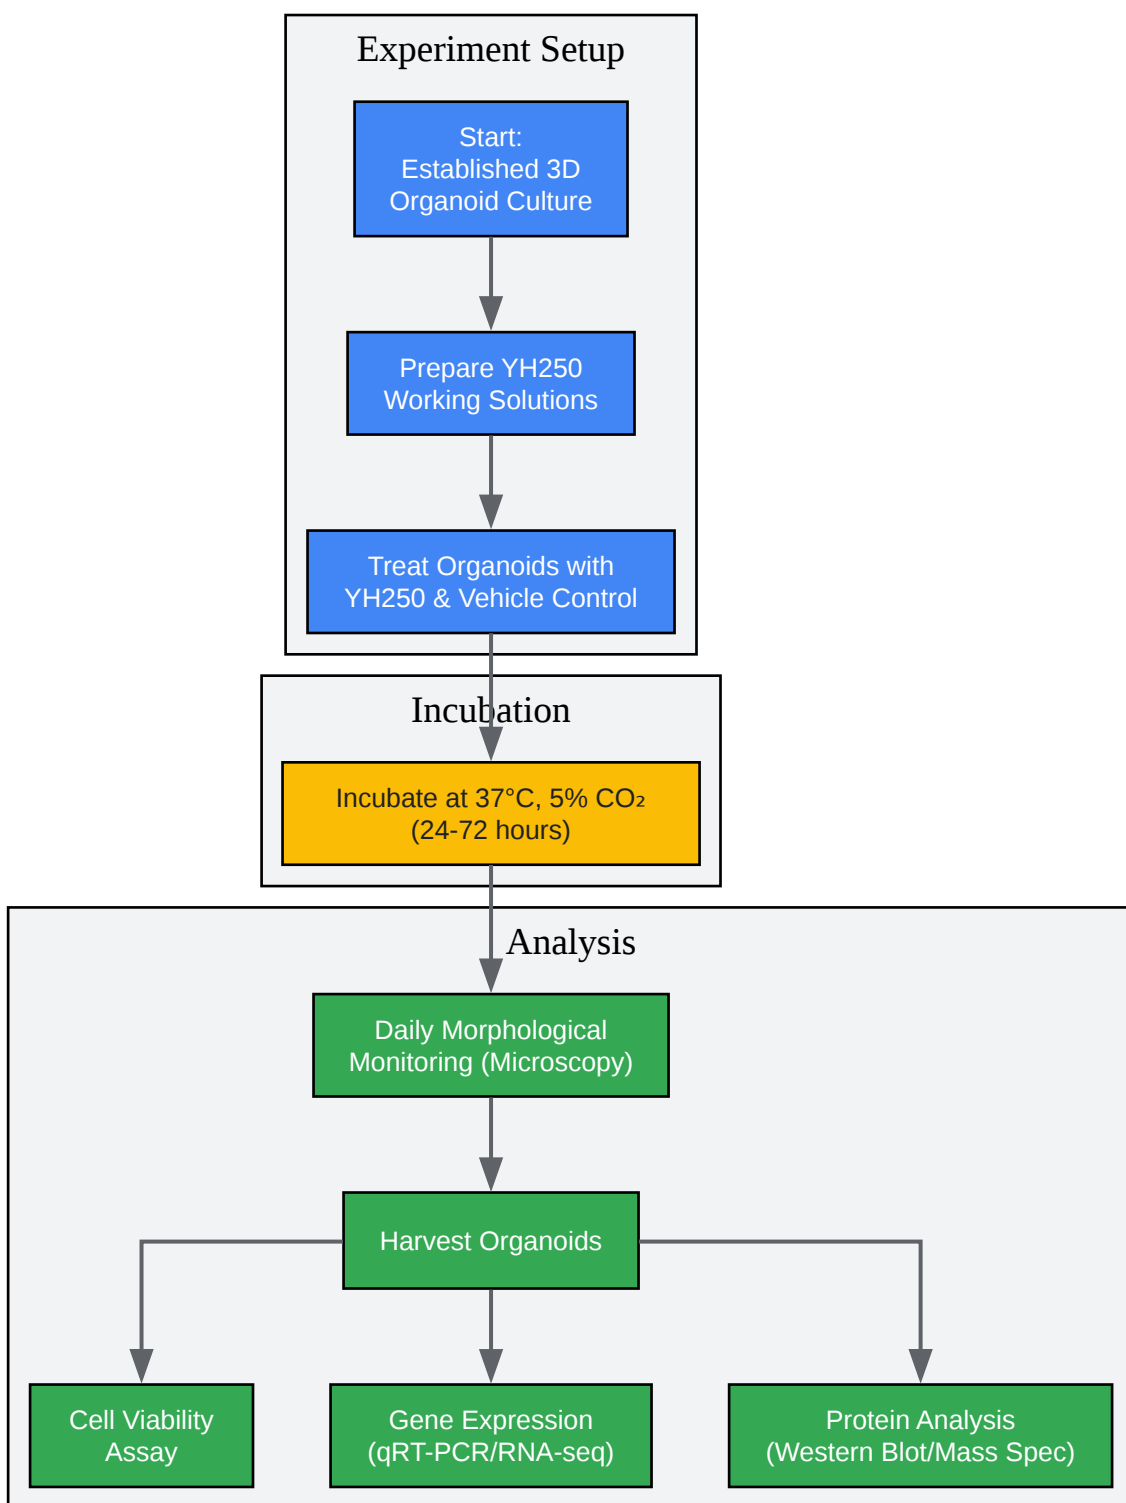 Experiment Setup
Start:
Established 3D
Organoid Culture
Prepare YH250
Working Solutions
Treat Organoids with
YH250 & Vehicle Control
Incubation
Incubate at 37°C, 5% CO₂
(24-72 hours)
Analysis
Daily Morphological
Monitoring (Microscopy)
Harvest Organoids
Cell Viability
Assay
Gene Expression
(qRT-PCR/RNA-seq)
Protein Analysis
(Western Blot/Mass Spec)